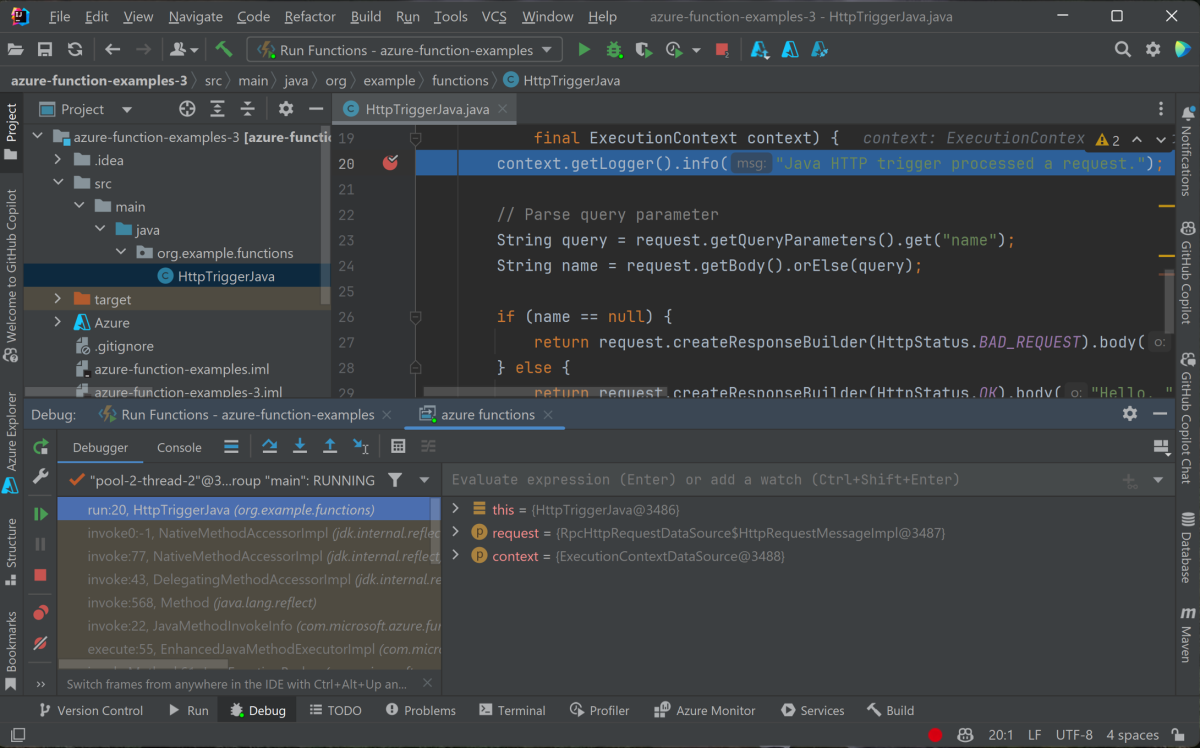 File Edit View Navigate Code Refactor Build Run Tools VCS Window Help azure-function-examples-3 - HttpTriggerJava.java
Run Functions - azure-function-examples
azure-function-examples-3 src main java org example functions HttpTriggerJava
Project
HttpTriggerJava.java
azure-function-examples-3 [azure-functi
.idea
src
main
java
org.example.functions
HttpTriggerJava
target
Azure
.gitignore
azure-function-examples.iml
azure-function-examples-3.iml
19 final ExecutionContext context) { context: ExecutionContex 2
20 context.getLogger().info( msg: "Java HTTP trigger processed a request.");
21
22 // Parse query parameter
23 String query = request.getQueryParameters().get("name");
24 String name = request.getBody().orElse(query);
25
26 if (name == null) {
27 return request.createResponseBuilder(HttpStatus.BAD_REQUEST).body( o:
28 } else {
29 return request.createResponseBuilder(HttpStatus.OK).body( o: "Hello, "
Project
Welcome to GitHub Copilot
Azure Explorer
Structure
Bookmarks
Notifications
GitHub Copilot
GitHub Copilot Chat
Database
Maven
Debug: Run Functions - azure-function-examples azure functions
Debugger Console
"pool-2-thread-2"@3...roup "main": RUNNING
Evaluate expression (Enter) or add a watch (Ctrl+Shift+Enter)
run:20, HttpTriggerJava (org.example.functions)
invoke0:-1, NativeMethodAccessorImpl (jdk.internal.reflec
invoke:77, NativeMethodAccessorImpl (jdk.internal.reflect
invoke:43, DelegatingMethodAccessorImpl (jdk.internal.re
invoke:568, Method (java.lang.reflect)
invoke:22, JavaMethodInvokeInfo (com.microsoft.azure.fun
execute:55, EnhancedJavaMethodExecutorImpl (com.micr
this = {HttpTriggerJava@3486}
request = {RpcHttpRequestDataSource$HttpRequestMessageImpl@3487}
context = {ExecutionContextDataSource@3488}
Switch frames from anywhere in the IDE with Ctrl+Alt+Up an...
Version Control Run Debug TODO Problems Terminal Profiler Azure Monitor Services Build
20:1 LF UTF-8 4 spaces